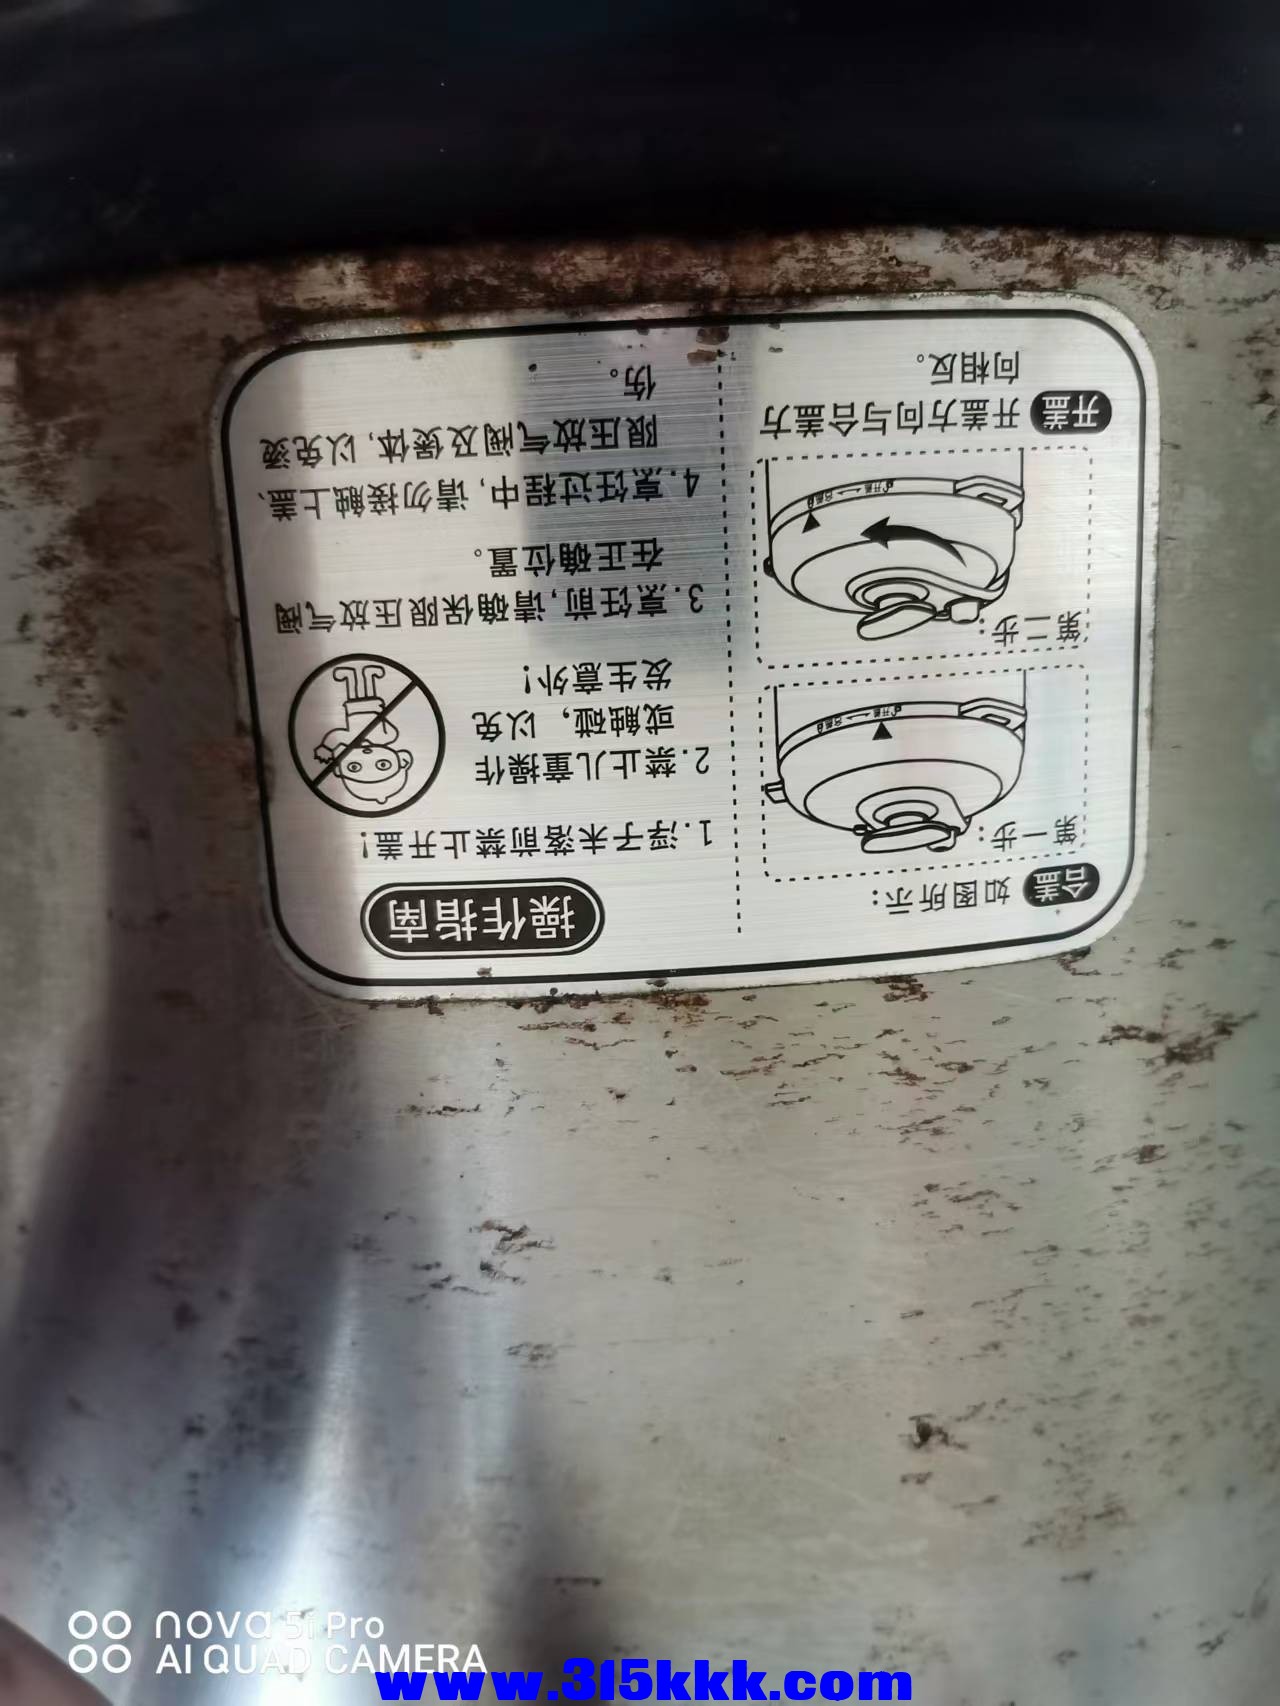 操作指南
1.浮子未落前禁止开盖!
2.禁止儿童操作
或触碰，以免
发生意外!
3.烹饪前,请确保限压放气阀
在正确位置。
4.烹饪过程中,请勿接触上盖、
限压放气阀及煲体,以免烫
伤。
合盖 如图所示:
第一步:
第二步:
开盖 开盖方向与合盖方
向相反。
nova 5i Pro
AI QUAD CAMERA
www.315kkk.com